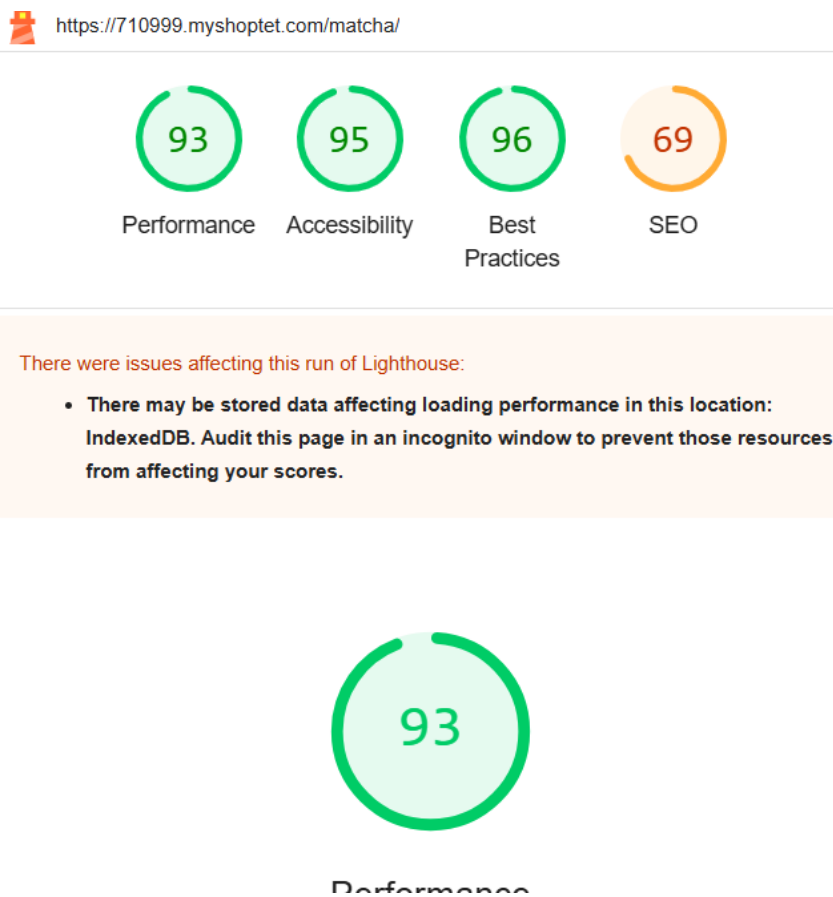 https://710999.myshoptet.com/matcha/
93 95 96 69
Performance Accessibility Best Practices SEO
There were issues affecting this run of Lighthouse:
• There may be stored data affecting loading performance in this location:
IndexedDB. Audit this page in an incognito window to prevent those resources
from affecting your scores.
93
Performance